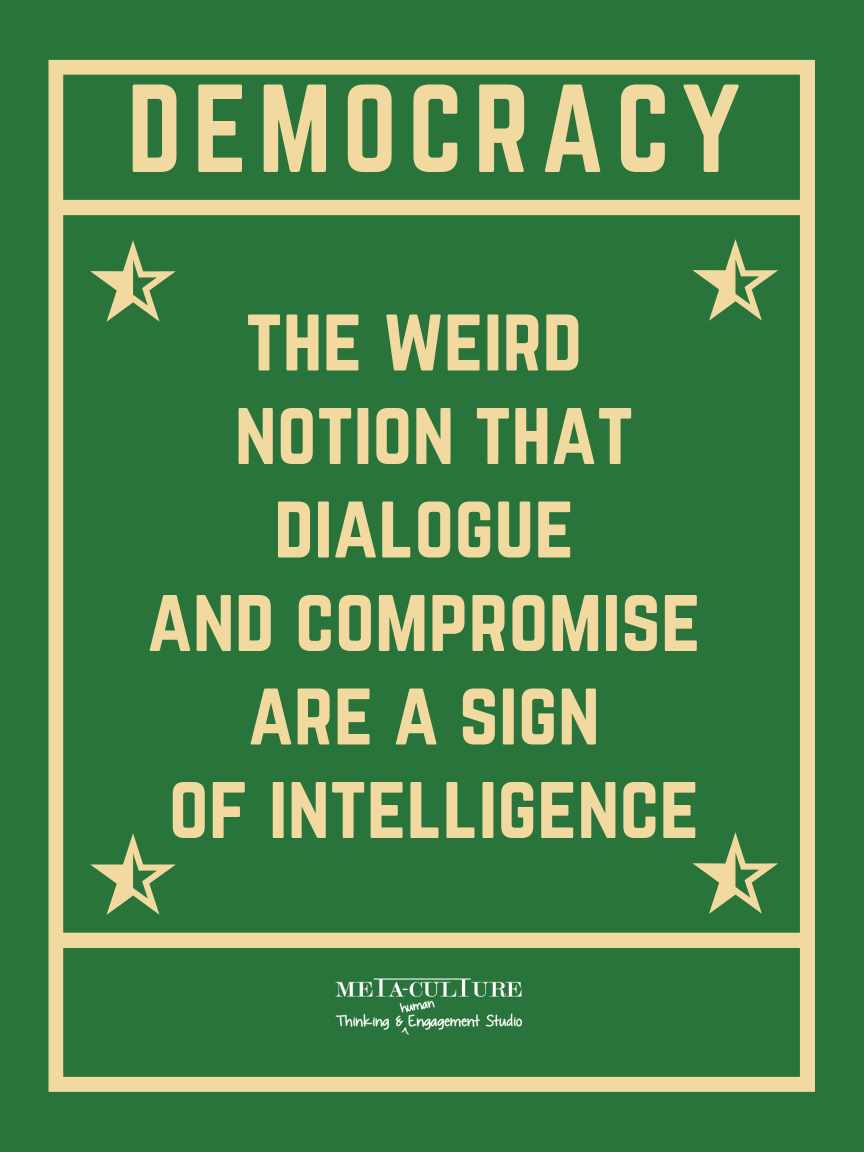 DEMOCRACY
THE WEIRD
NOTION THAT
DIALOGUE
AND COMPROMISE
ARE A SIGN
OF INTELLIGENCE
META-CULTURE
human
Thinking & ^ Engagement Studio